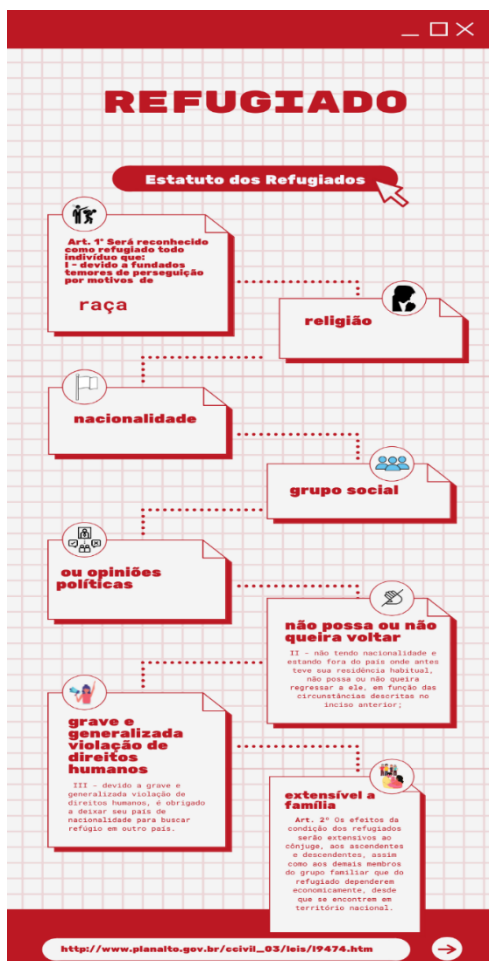 REFUGIADO
Estatuto dos Refugiados
Art. 1º Será reconhecido
como refugiado todo
indivíduo que:
I - devido a fundados
temores de perseguição
por motivos de
raça
religião
nacionalidade
grupo social
ou opiniões
políticas
não possa ou não
queira voltar
II - não tendo nacionalidade e
estando fora do país onde antes
teve sua residência habitual,
não possa ou não queira
regressar a ele, em função das
circunstâncias descritas no
inciso anterior;
grave e
generalizada
violação de
direitos
humanos
III - devido a grave e
generalizada violação de
direitos humanos, é obrigado
a deixar seu país de
nacionalidade para buscar
refúgio em outro país.
extensível a
família
Art. 2º Os efeitos da
condição dos refugiados
serão extensivos ao
cônjuge, aos ascendentes
e descendentes, assim
como aos demais membros
do grupo familiar que do
refugiado dependerem
economicamente, desde
que se encontrem em
território nacional.
http://www.planalto.gov.br/ccivil_03/leis/l9474.htm